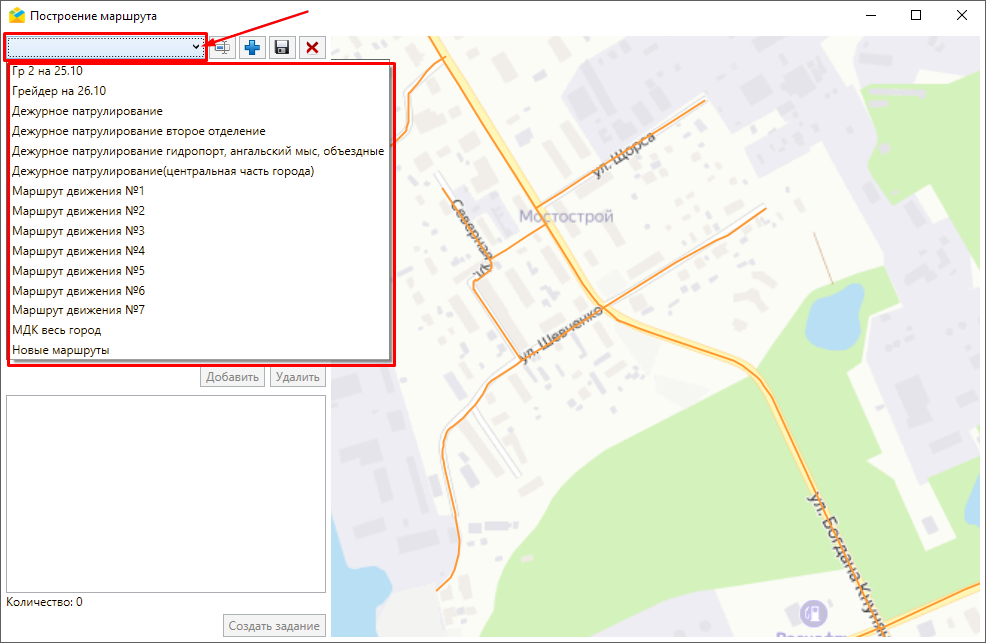 Построение маршрута
Гр 2 на 25.10
Грейдер на 26.10
Дежурное патрулирование
Дежурное патрулирование второе отделение
Дежурное патрулирование гидропорт, ангальский мыс, объездные
Дежурное патрулирование(центральная часть города)
Маршрут движения №1
Маршрут движения №2
Маршрут движения №3
Маршрут движения №4
Маршрут движения №5
Маршрут движения №6
Маршрут движения №7
МДК весь город
Новые маршруты
Добавить
Удалить
Количество: 0
Создать задание
ул. Щорса
Мостострой
Северная ул.
ул. Шевченко
ул. Богдана Кнунян